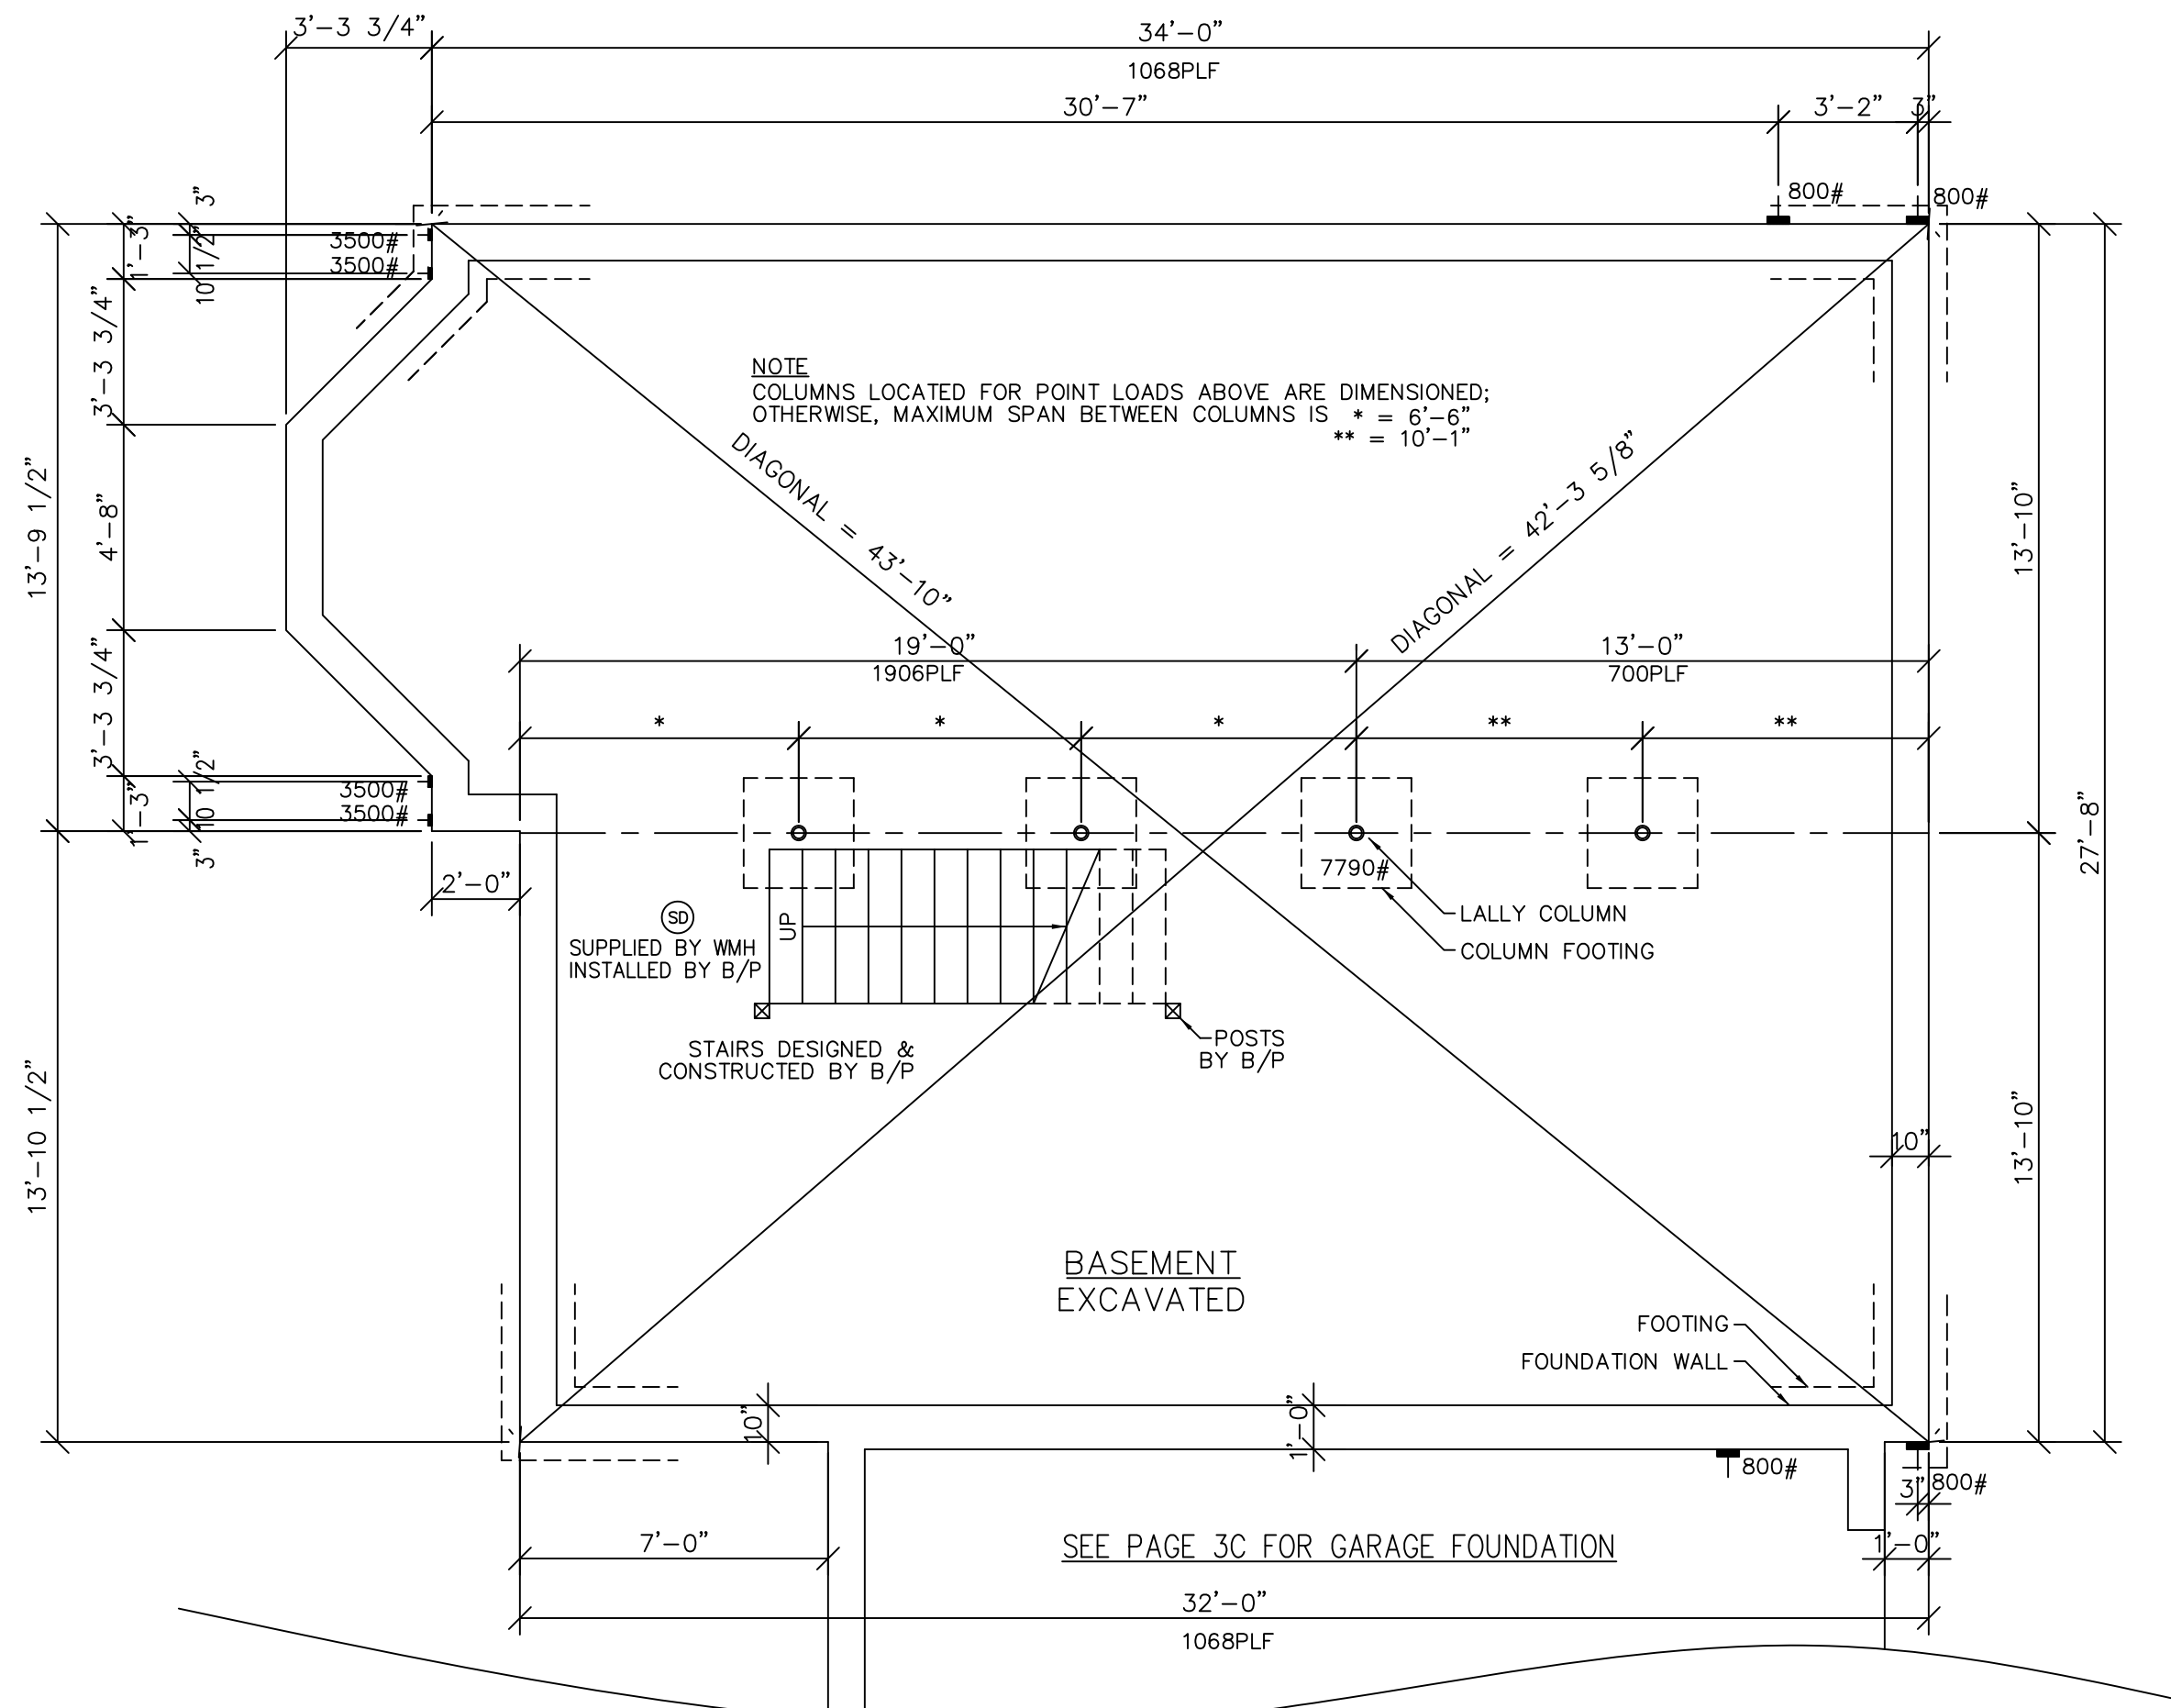 3'-3 3/4"
34'-0"
1068PLF
30'-7"
3'-2"
3"
800#
800#
3"
1'-3"
10 1/2"
3500#
3500#
3'-3 3/4"
13'-9 1/2"
4'-8"
3'-3 3/4"
10 1/2"
1'-3"
3"
3500#
3500#
NOTE
COLUMNS LOCATED FOR POINT LOADS ABOVE ARE DIMENSIONED;
OTHERWISE, MAXIMUM SPAN BETWEEN COLUMNS IS * = 6'-6"
** = 10'-1"
DIAGONAL = 43'-10"
DIAGONAL = 42'-3 5/8"
13'-10"
27'-8"
19'-0"
1906PLF
13'-0"
700PLF
*
*
*
**
**
7790#
2'-0"
LALLY COLUMN
COLUMN FOOTING
SD
SUPPLIED BY WMH
INSTALLED BY B/P
UP
STAIRS DESIGNED &
CONSTRUCTED BY B/P
POSTS
BY B/P
13'-10 1/2"
13'-10"
10"
BASEMENT
EXCAVATED
FOOTING
FOUNDATION WALL
10"
1'-0"
800#
800#
3"
1'-0"
7'-0"
SEE PAGE 3C FOR GARAGE FOUNDATION
32'-0"
1068PLF